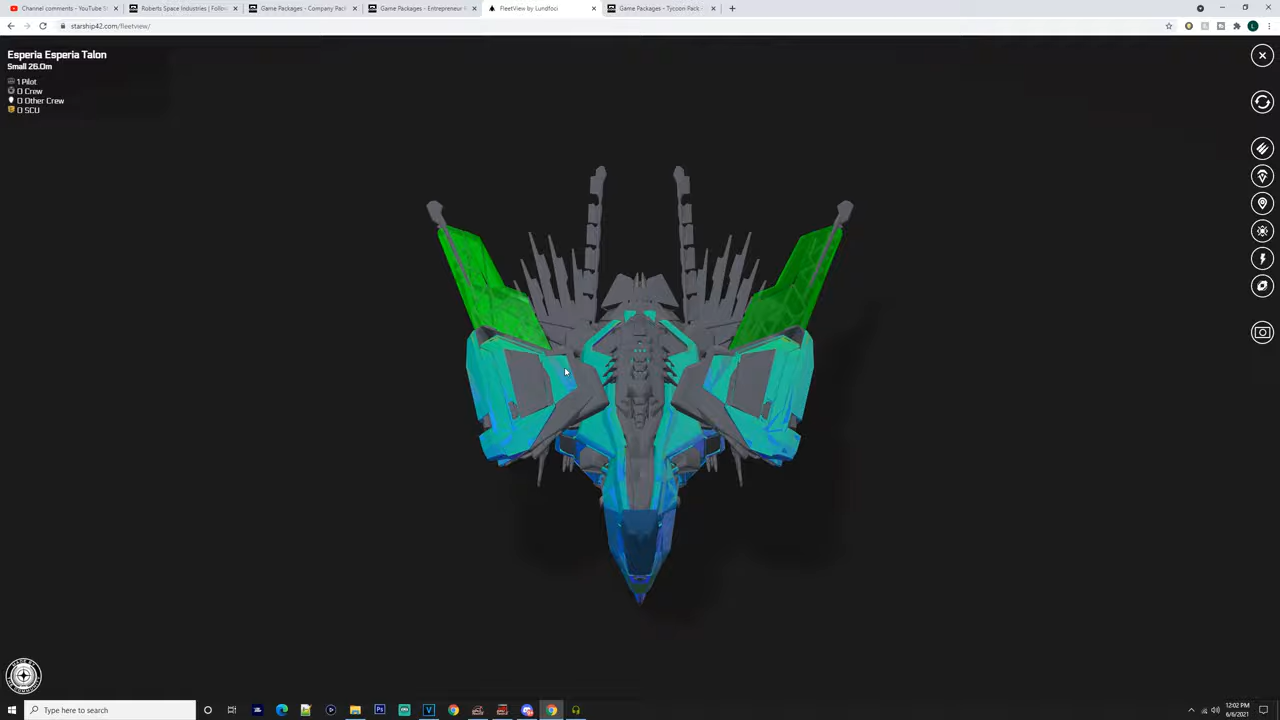 Channel comments - YouTube S
Roberts Space Industries | Follow
Game Packages - Company Pack
Game Packages - Entrepreneur
FleetView by Lundfock
Game Packages - Tycoon Pack -
starship42.com/fleetview/
Esperia Esperia Talon
Small 26.0m
1 Pilot
0 Crew
0 Other Crew
0 SCU
Type here to search
12:02 PM
6/6/2021